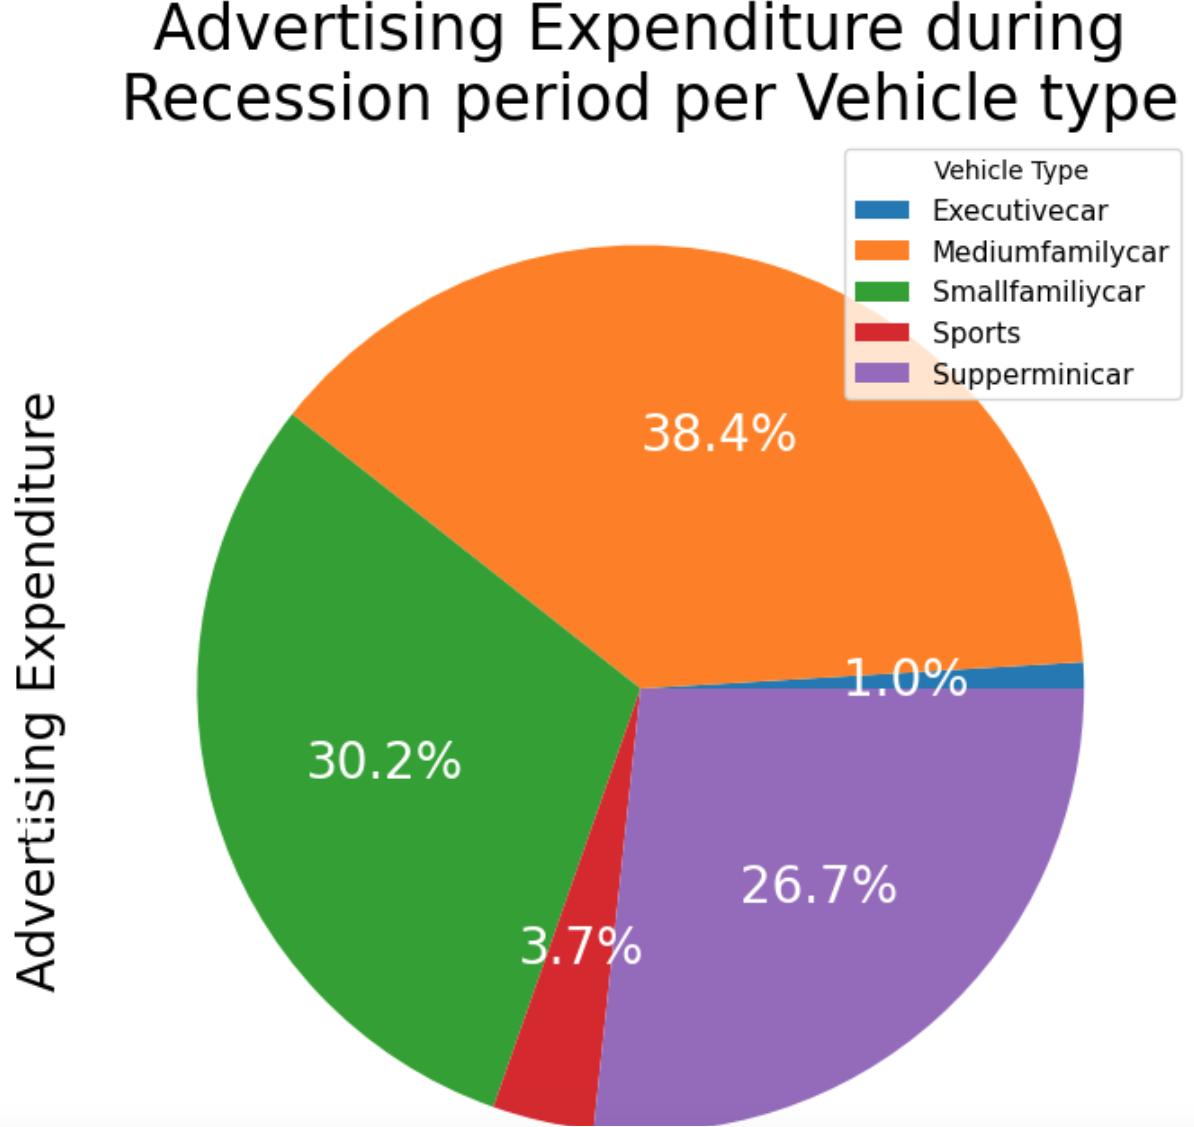 Advertising Expenditure during
Recession period per Vehicle type
Vehicle Type
Executivecar
Mediumfamilycar
Smallfamiliycar
Sports
Supperminicar
38.4%
1.0%
30.2%
26.7%
3.7%
Advertising Expenditure